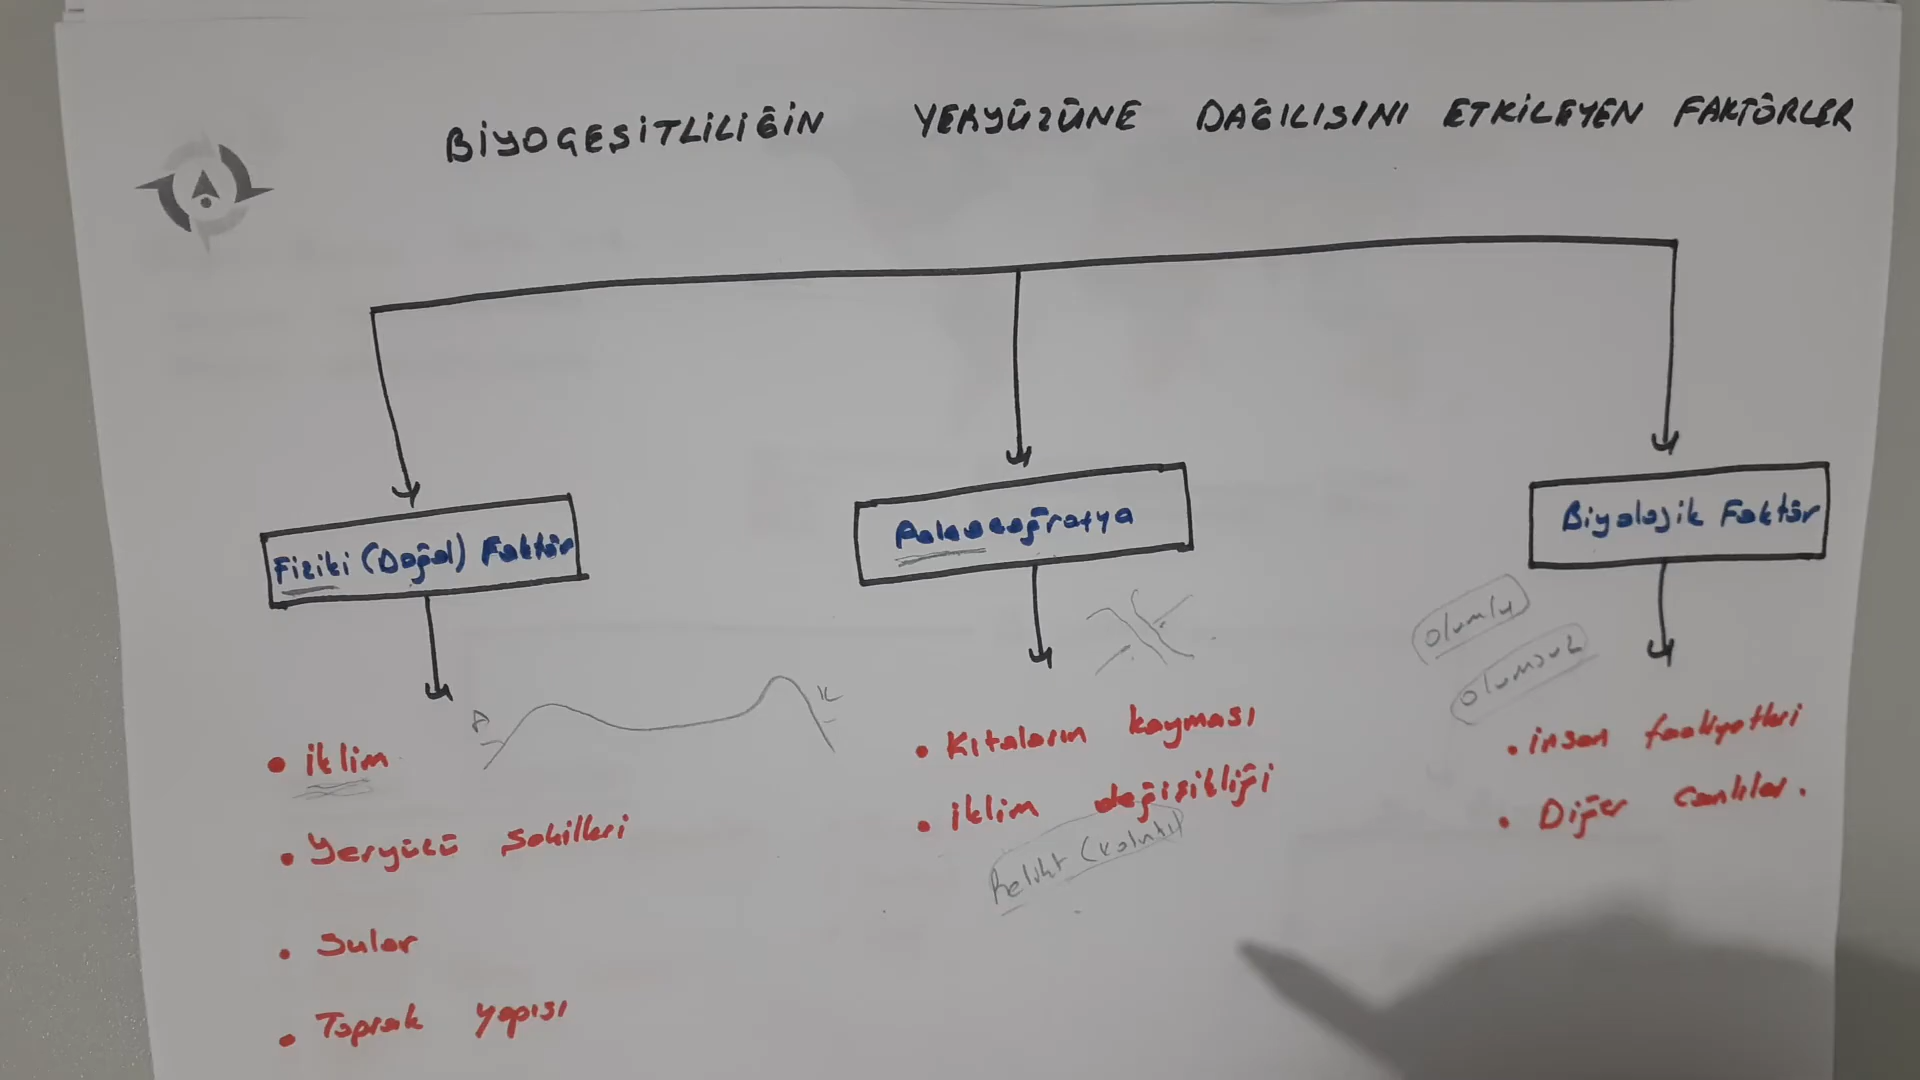 BİYOÇEŞİTLİLİĞİN YERYÜZÜNE DAĞILIŞINI ETKİLEYEN FAKTÖRLER
Fiziki (Doğal) Faktör
Paleocoğrafya
Biyolojik Faktör
olumlu
olumsuz
• iklim
• Yeryüzü şekilleri
• Sular
• Toprak yapısı
A
K
• Kıtaların kayması
• iklim değişikliği
Relikt (kalıntı)
• insan faaliyetleri
• Diğer canlılar.